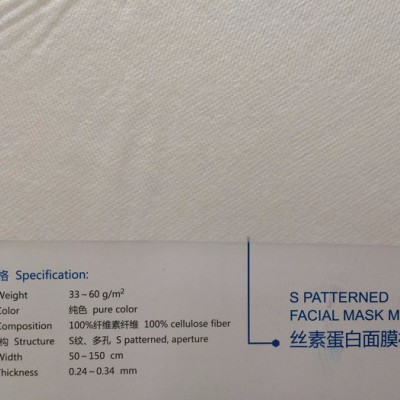 格 Specification:
Weight 33~60 g/m²
Color 纯色 pure color
Composition 100%纤维素纤维 100% cellulose fiber
构 Structure S纹、多孔 S patterned, aperture
Width 50~150 cm
Thickness 0.24~0.34 mm
S PATTERNED
FACIAL MASK M
丝素蛋白面膜